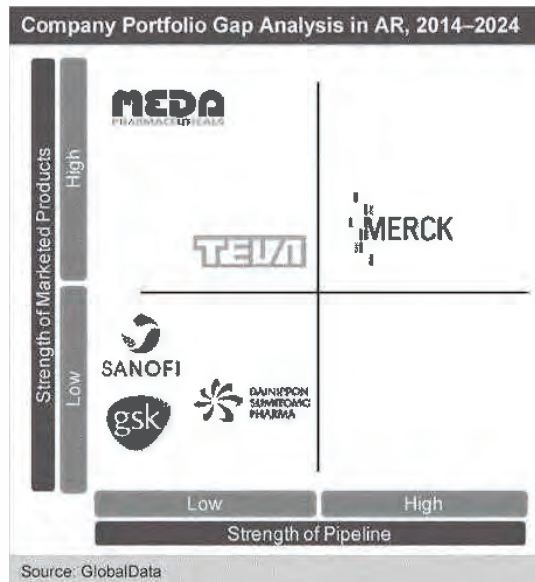 Company Portfolio Gap Analysis in AR, 2014–2024
Strength of Marketed Products
High
Low
MEDA
PHARMACEUTICALS
TEVA
MERCK
SANOFI
gsk
DAINIPPON
SUMITOMO
PHARMA
Low
High
Strength of Pipeline
Source: GlobalData